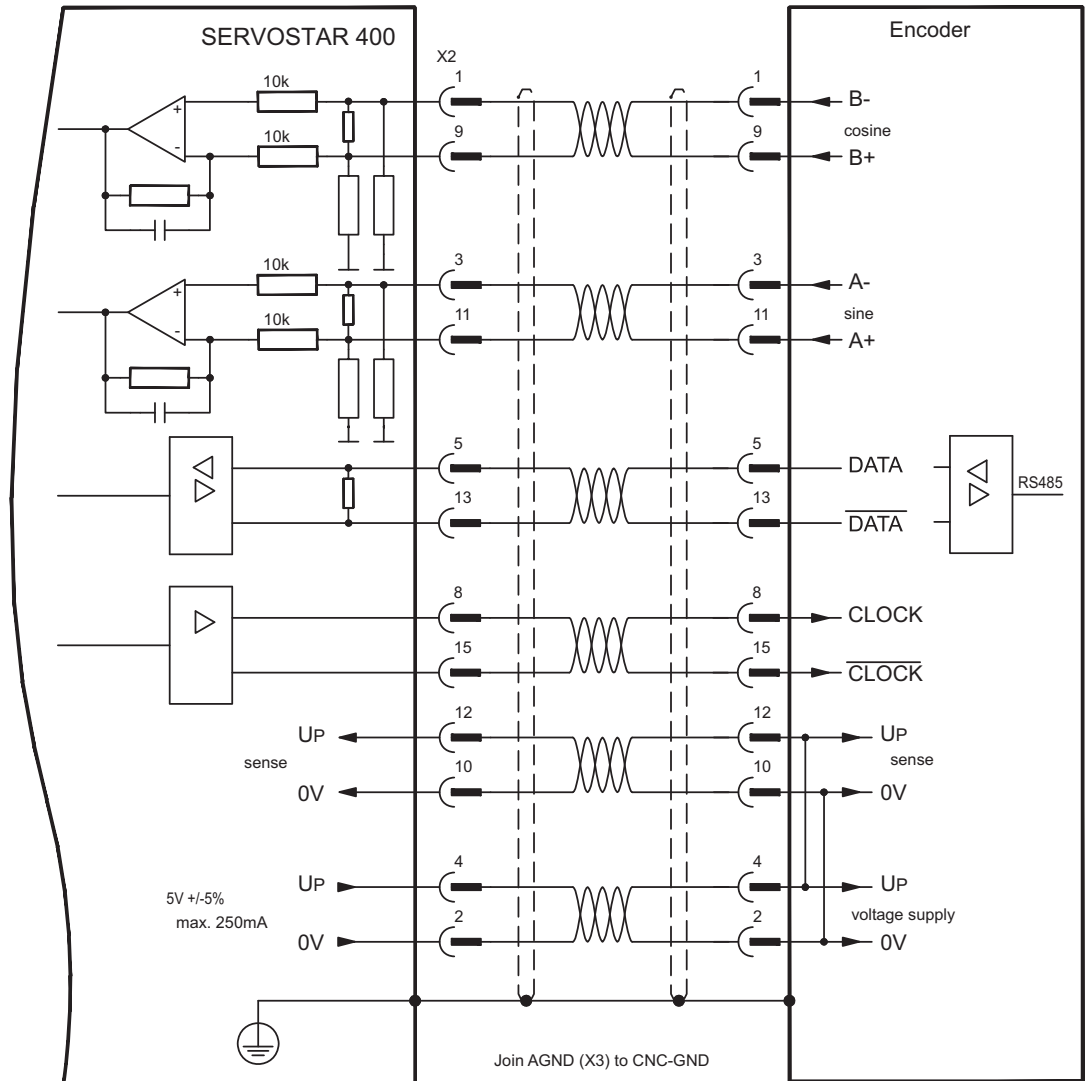 SERVOSTAR 400
Encoder
X2
10k
1
1
B-
+
cosine
10k
9
9
B+
-
10k
3
3
A-
+
sine
10k
11
11
A+
-
5
5
DATA
RS485
13
13
DATA
8
8
CLOCK
15
15
CLOCK
UP
12
12
UP
sense
sense
0V
10
10
0V
5V +/-5%
UP
4
4
UP
max. 250mA
voltage supply
0V
2
2
0V
Join AGND (X3) to CNC-GND